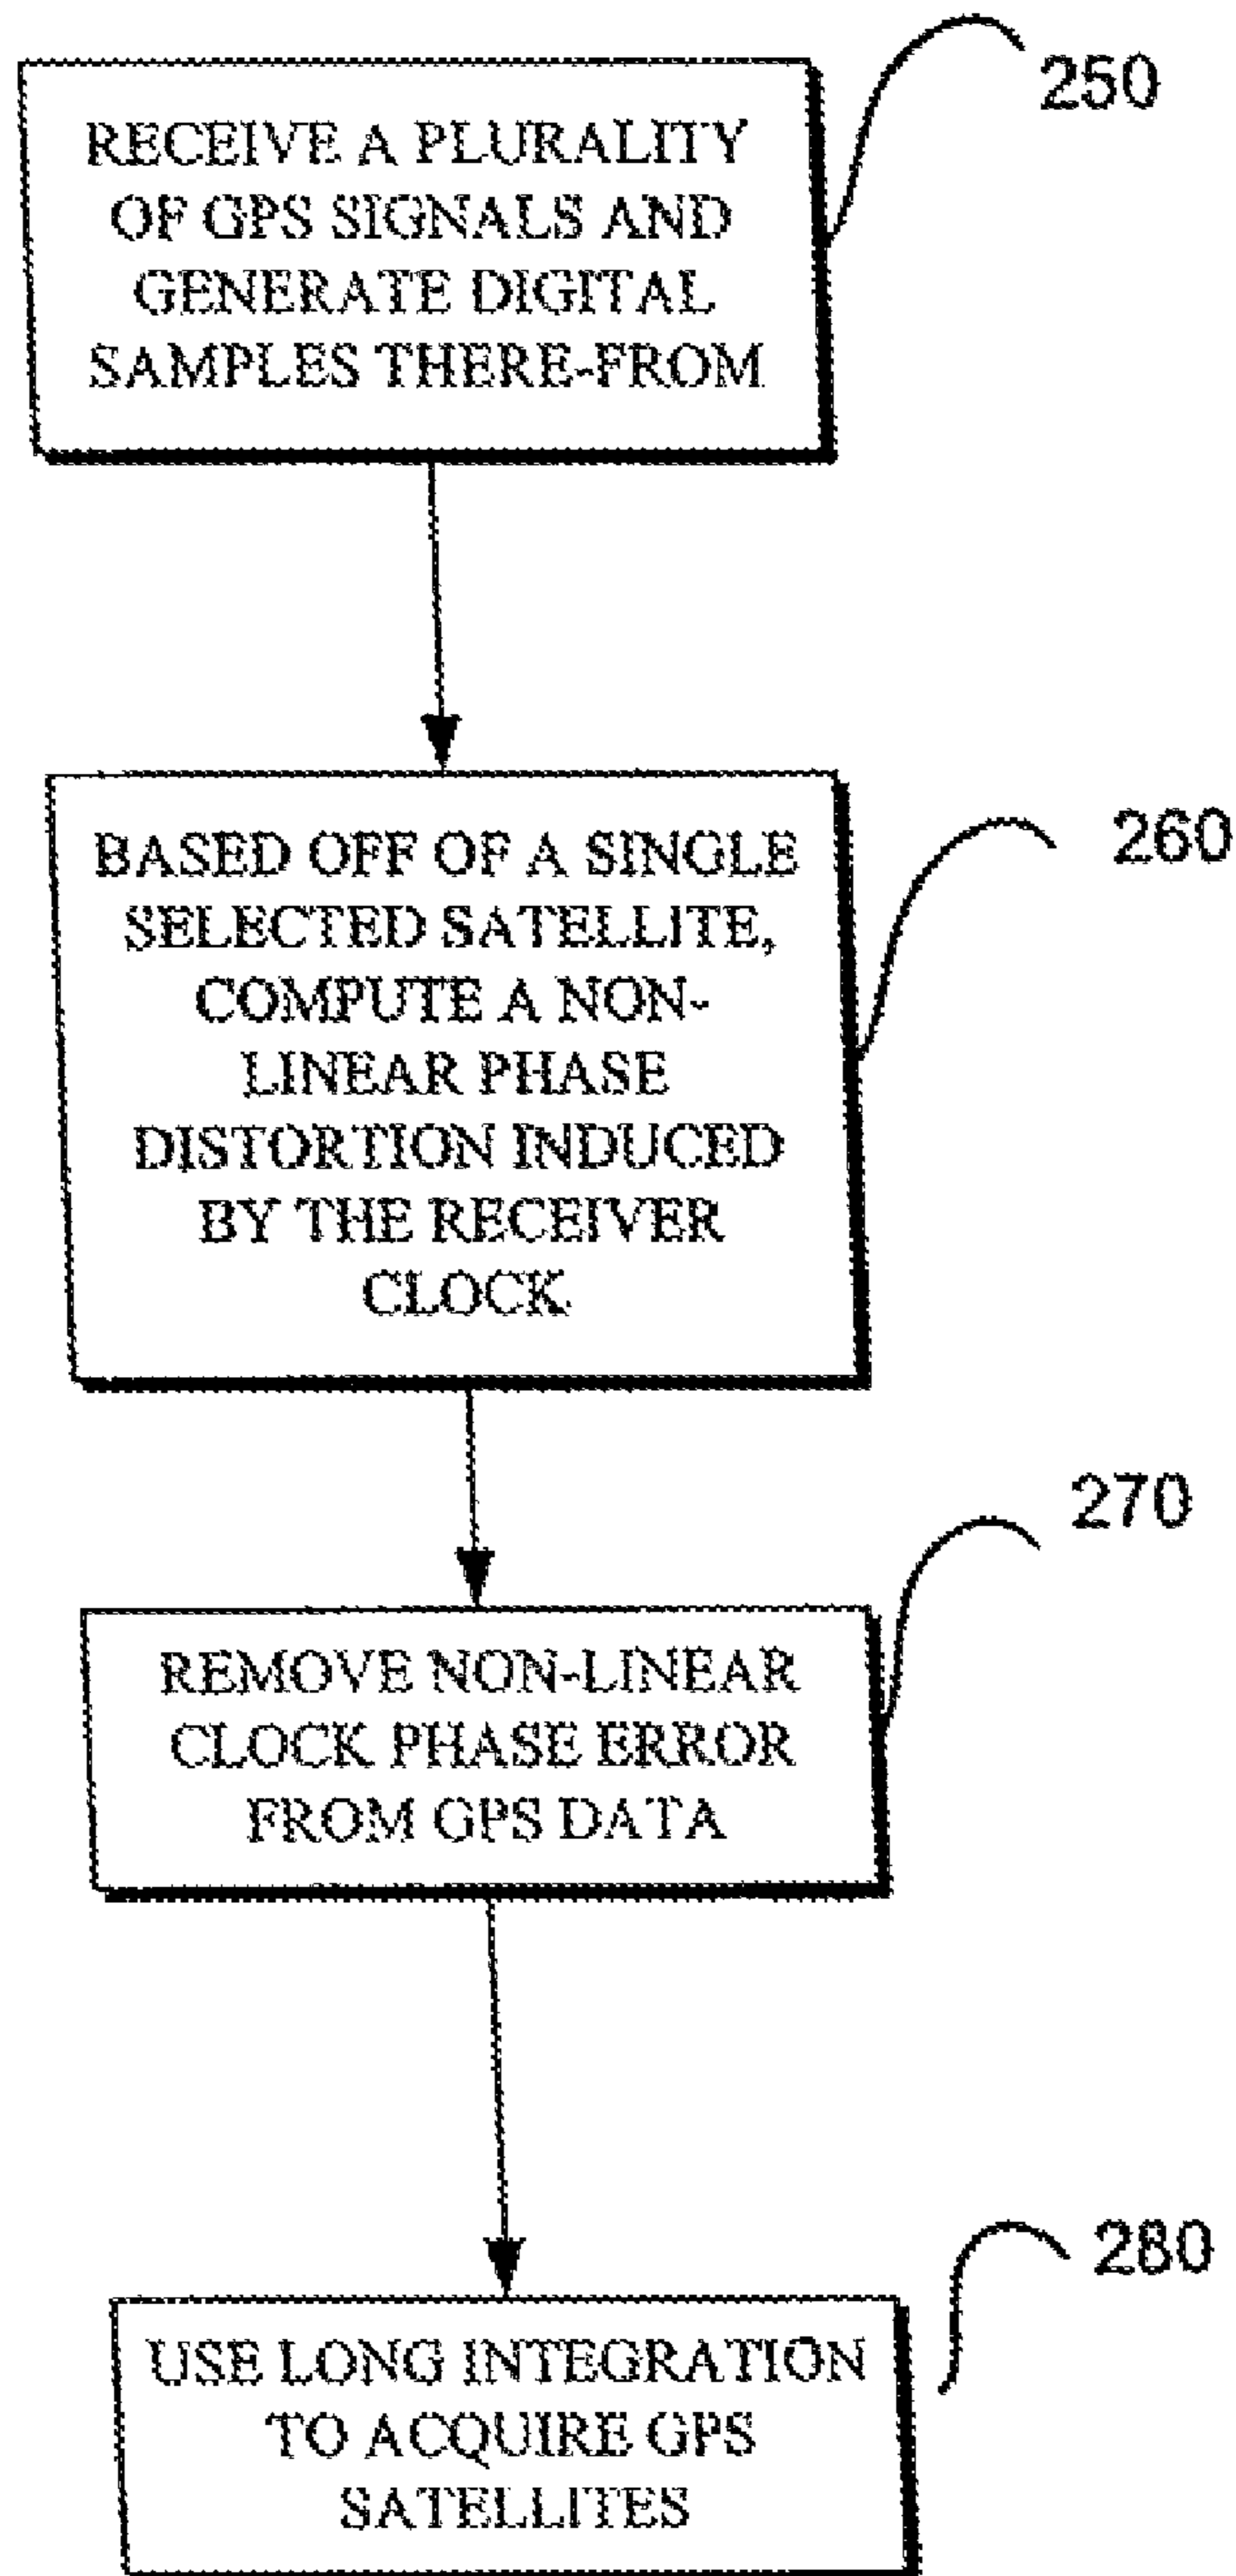 250
RECEIVE A PLURALITY
OF GPS SIGNALS AND
GENERATE DIGITAL
SAMPLES THERE-FROM
260
BASED OFF OF A SINGLE
SELECTED SATELLITE,
COMPUTE A NON-
LINEAR PHASE
DISTORTION INDUCED
BY THE RECEIVER
CLOCK
270
REMOVE NON-LINEAR
CLOCK PHASE ERROR
FROM GPS DATA
280
USE LONG INTEGRATION
TO ACQUIRE GPS
SATELLITES